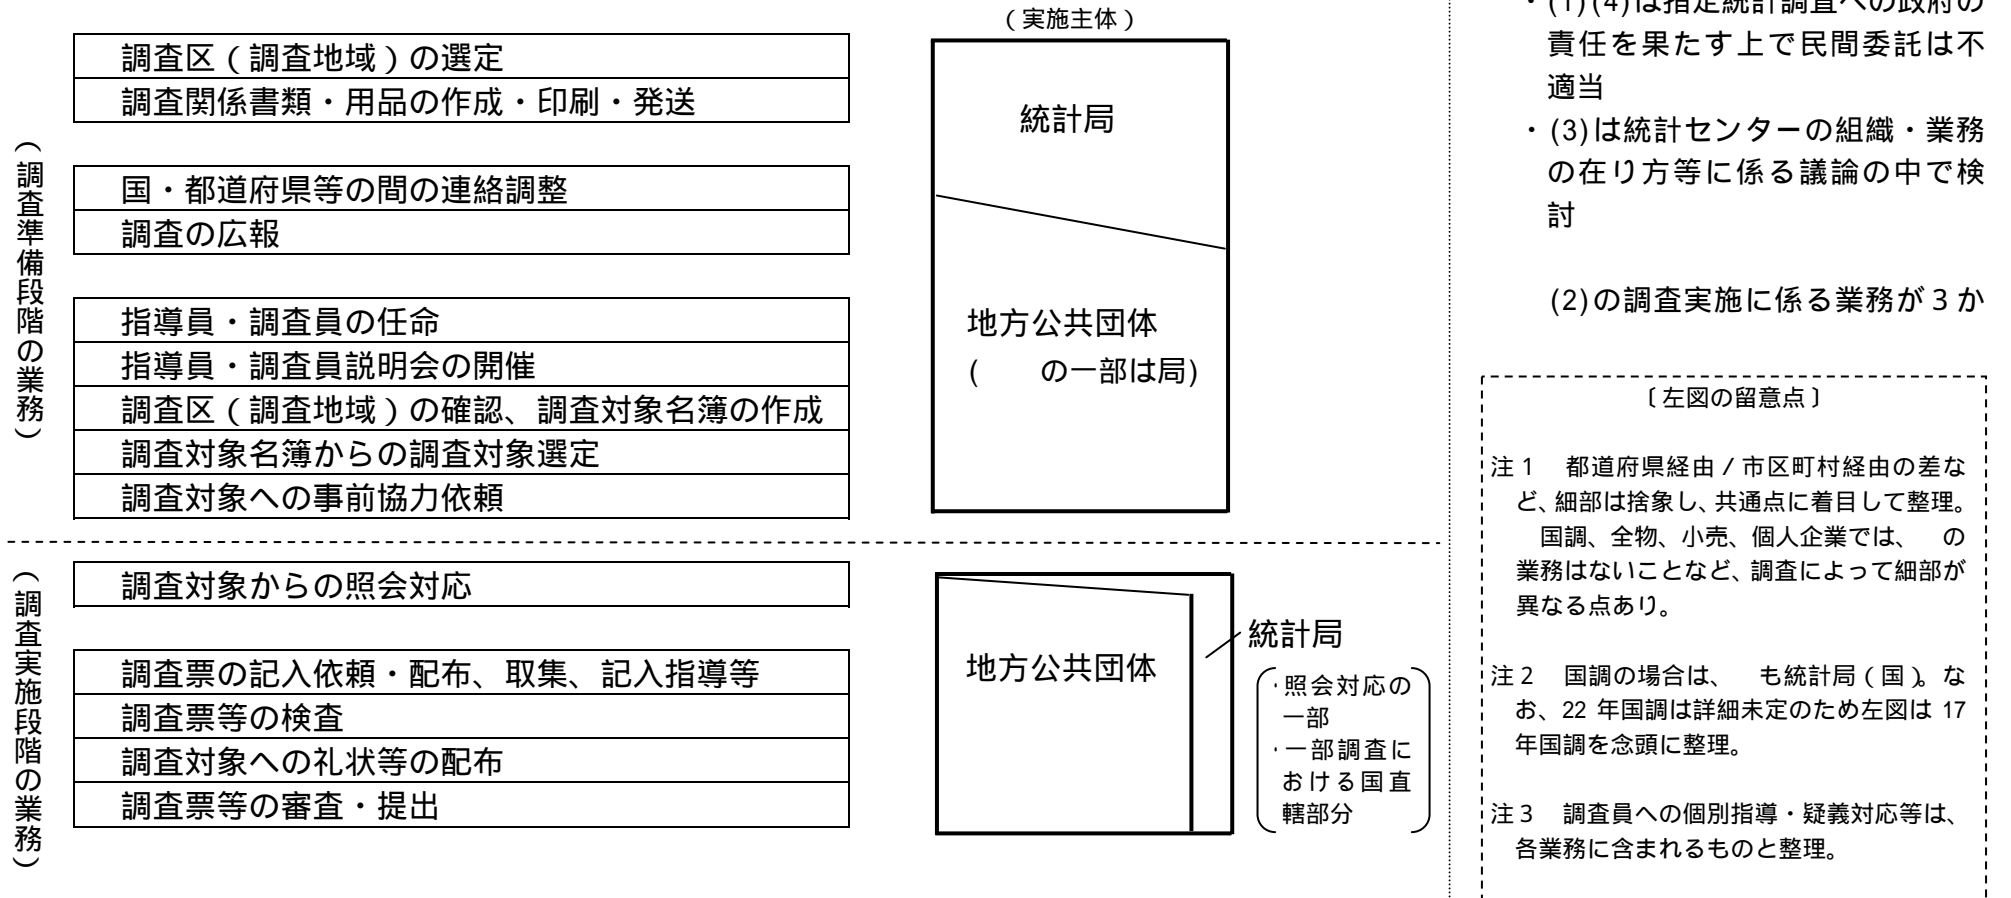 （調査準備段階の業務）
調査区（調査地域）の選定
調査関係書類・用品の作成・印刷・発送
国・都道府県等の間の連絡調整
調査の広報
指導員・調査員の任命
指導員・調査員説明会の開催
調査区（調査地域）の確認、調査対象名簿の作成
調査対象名簿からの調査対象選定
調査対象への事前協力依頼
（調査実施段階の業務）
調査対象からの照会対応
調査票の記入依頼・配布、取集、記入指導等
調査票等の検査
調査対象への礼状等の配布
調査票等の審査・提出
（実施主体）
統計局
地方公共団体
(　　の一部は局)
地方公共団体
統計局
・照会対応の
一部
・一部調査に
おける国直
轄部分
・(1)(4)は指定統計調査への政府の
責任を果たす上で民間委託は不
適当
・(3)は統計センターの組織・業務
の在り方等に係る議論の中で検
討
(2)の調査実施に係る業務が３か
〔左図の留意点〕
注１　都道府県経由／市区町村経由の差な
ど、細部は捨象し、共通点に着目して整理。
国調、全物、小売、個人企業では、　の
業務はないことなど、調査によって細部が
異なる点あり。
注２　国調の場合は、　も統計局（国）。な
お、22 年国調は詳細未定のため左図は 17
年国調を念頭に整理。
注３　調査員への個別指導・疑義対応等は、
各業務に含まれるものと整理。